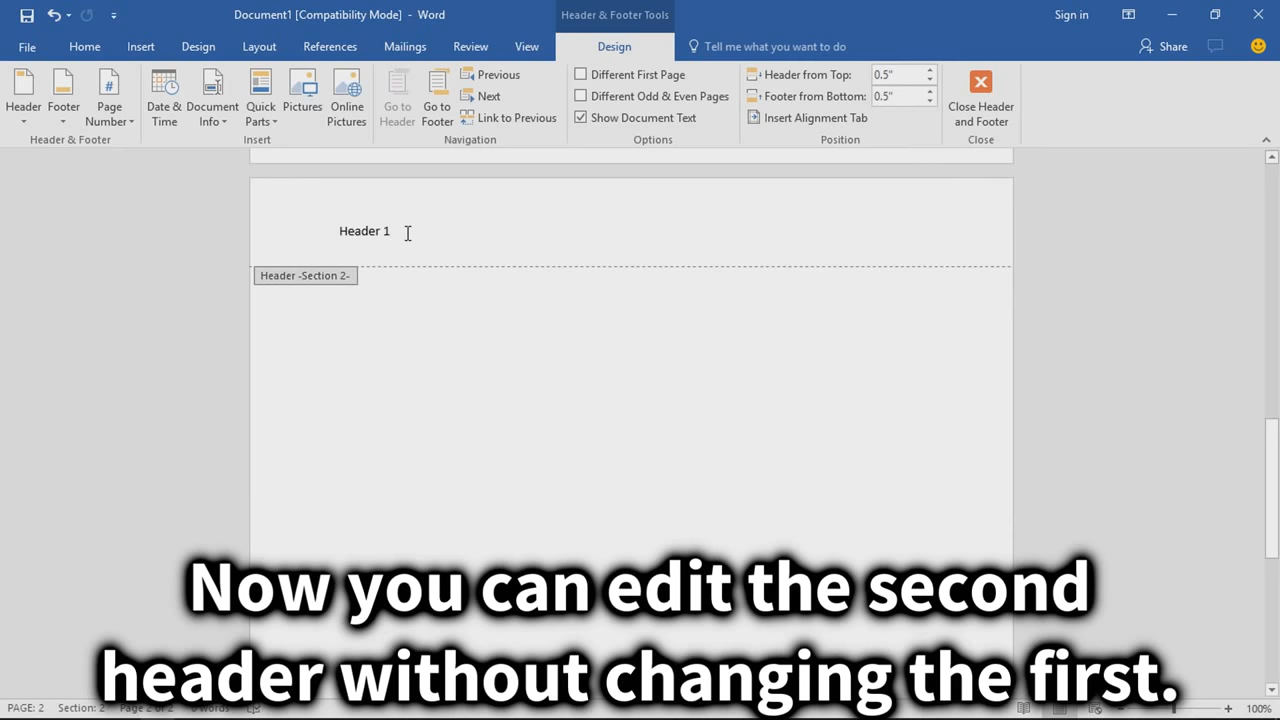 Document1 [Compatibility Mode] - Word
Header & Footer Tools
Sign in
File Home Insert Design Layout References Mailings Review View Design Tell me what you want to do Share
Header
Footer
Page Number
Header & Footer
Date & Time
Document Info
Quick Parts
Pictures
Online Pictures
Insert
Go to Header
Go to Footer
Previous
Next
Link to Previous
Navigation
Different First Page
Different Odd & Even Pages
Show Document Text
Options
Header from Top: 0.5"
Footer from Bottom: 0.5"
Insert Alignment Tab
Position
Close Header and Footer
Close
Header 1
Header -Section 2-
Now you can edit the second
header without changing the first.
PAGE: 2 Section: 2 Page 2 of 2 words 100%